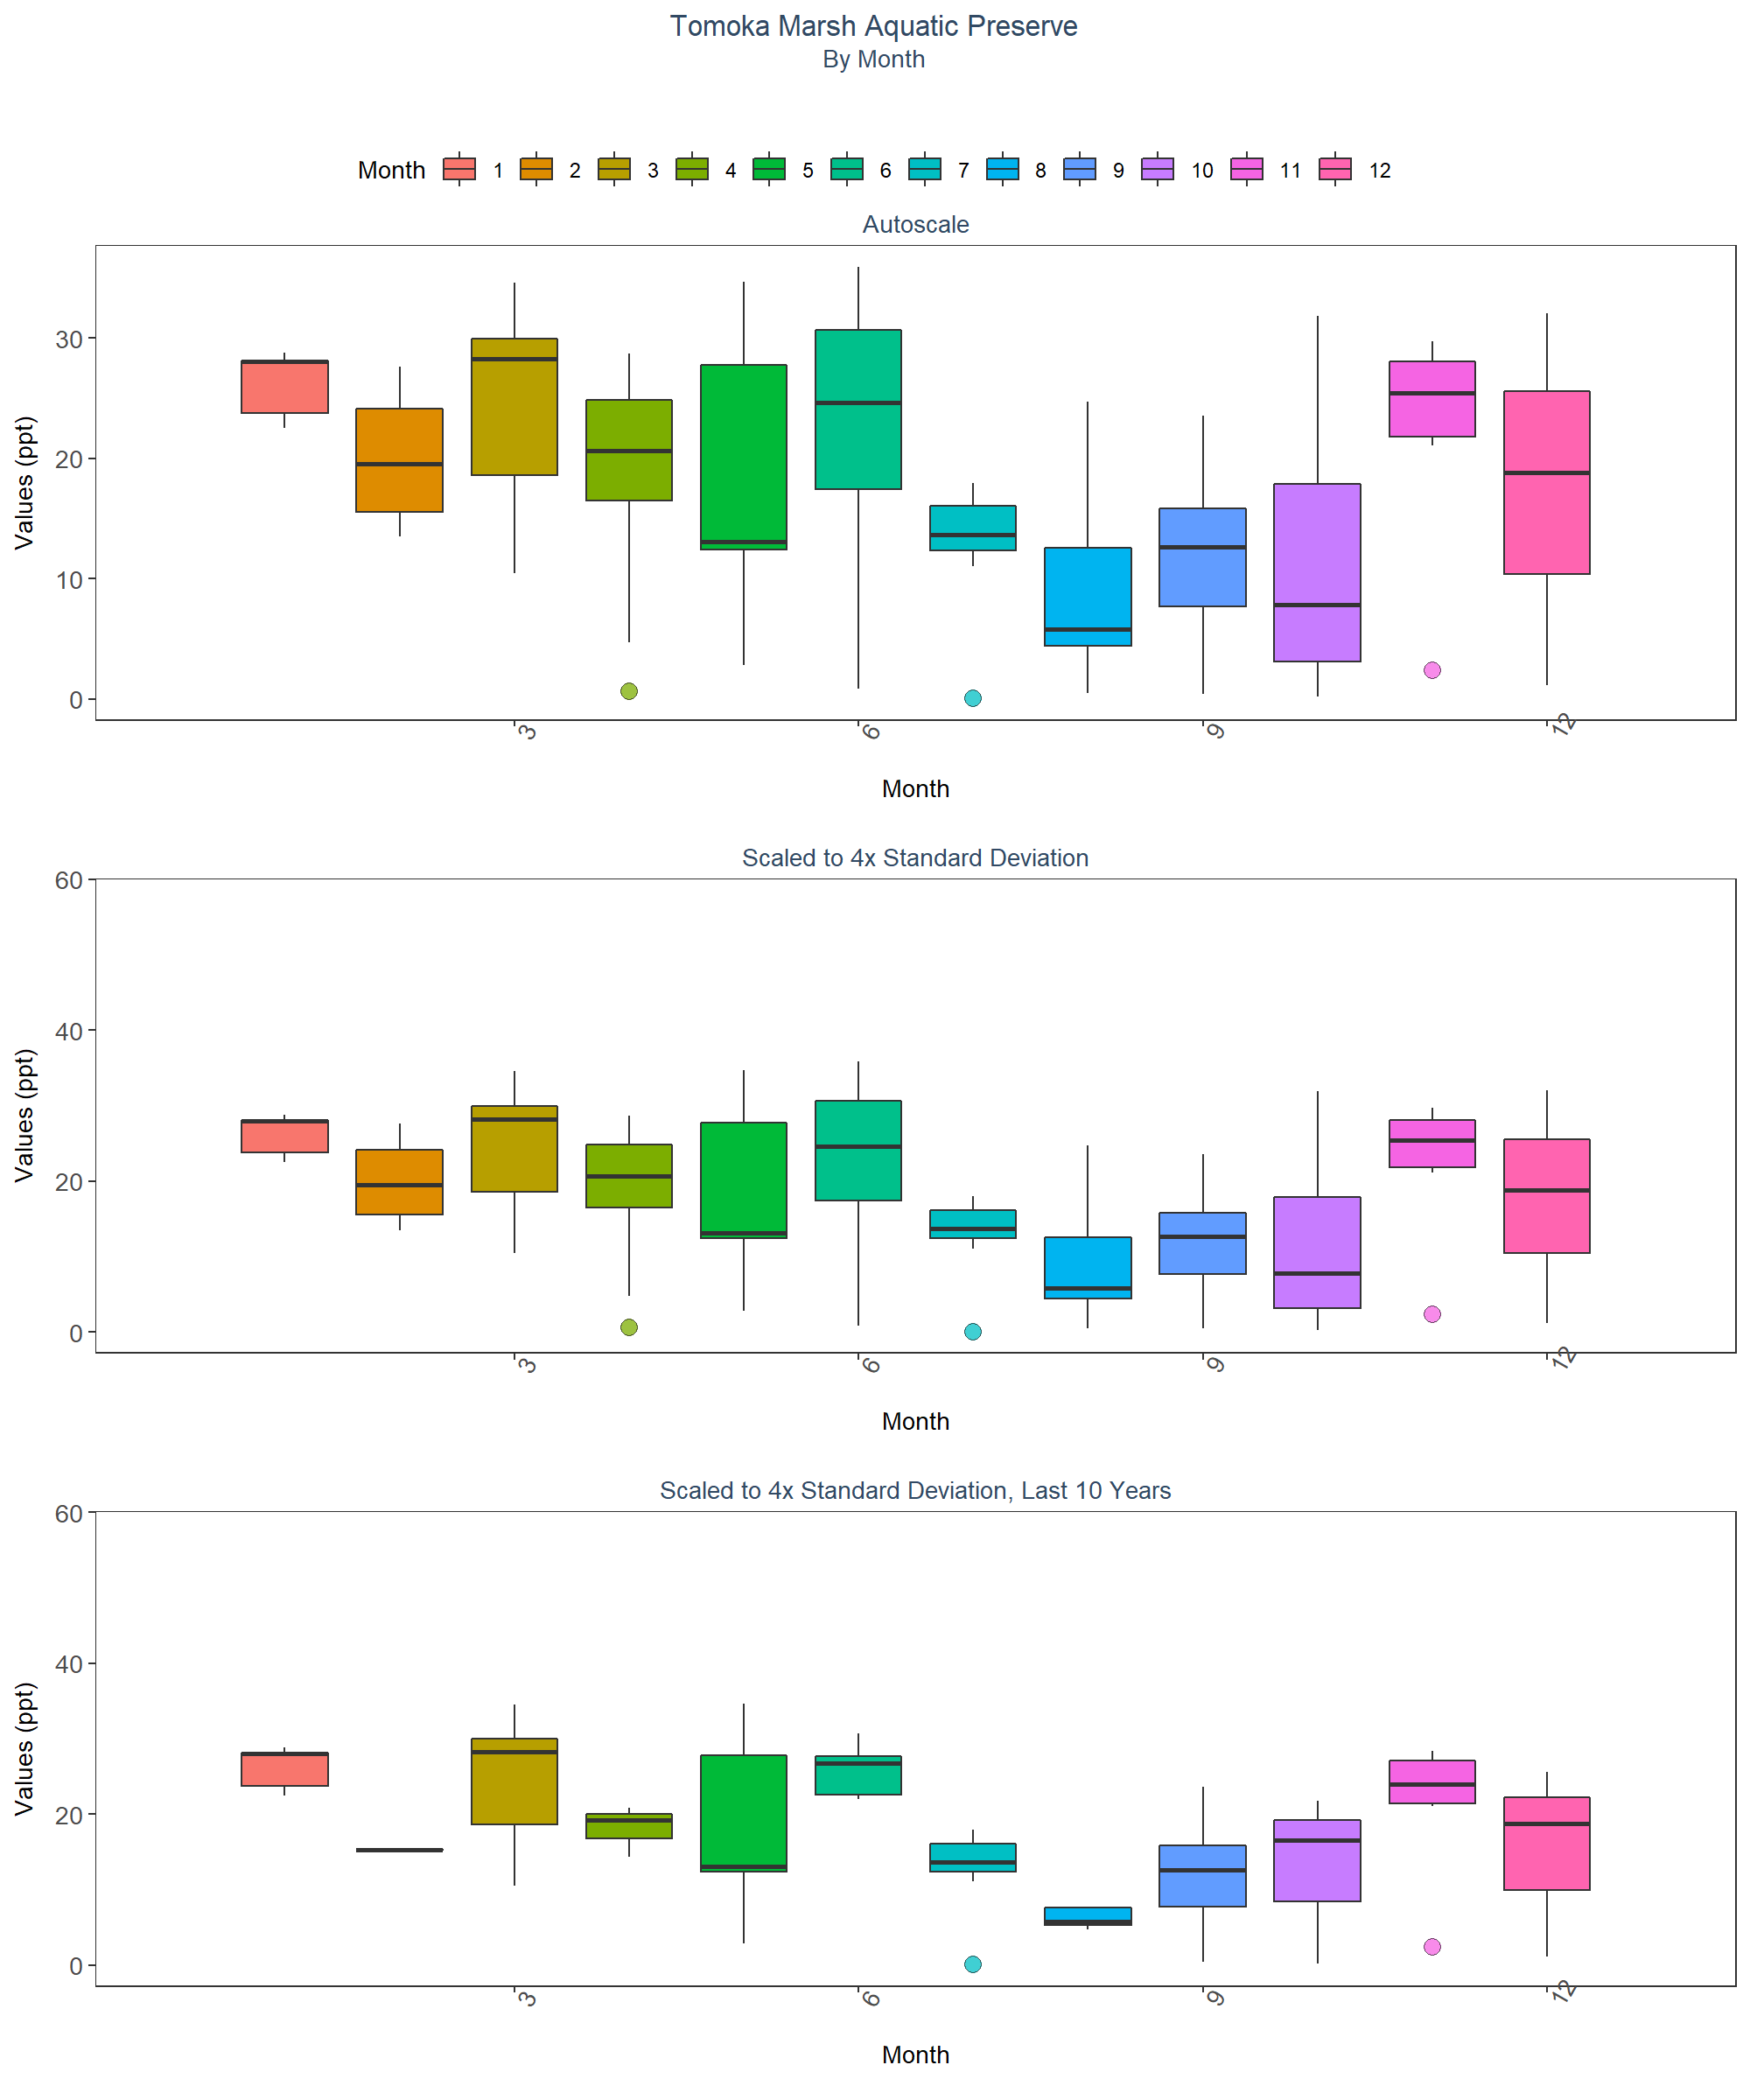 Tomoka Marsh Aquatic Preserve
By Month
Month 1 2 3 4 5 6 7 8 9 10 11 12
Autoscale
Values (ppt)
30
20
10
0
3 6 9 12
Month
Scaled to 4x Standard Deviation
Values (ppt)
60
40
20
0
3 6 9 12
Month
Scaled to 4x Standard Deviation, Last 10 Years
Values (ppt)
60
40
20
0
3 6 9 12
Month